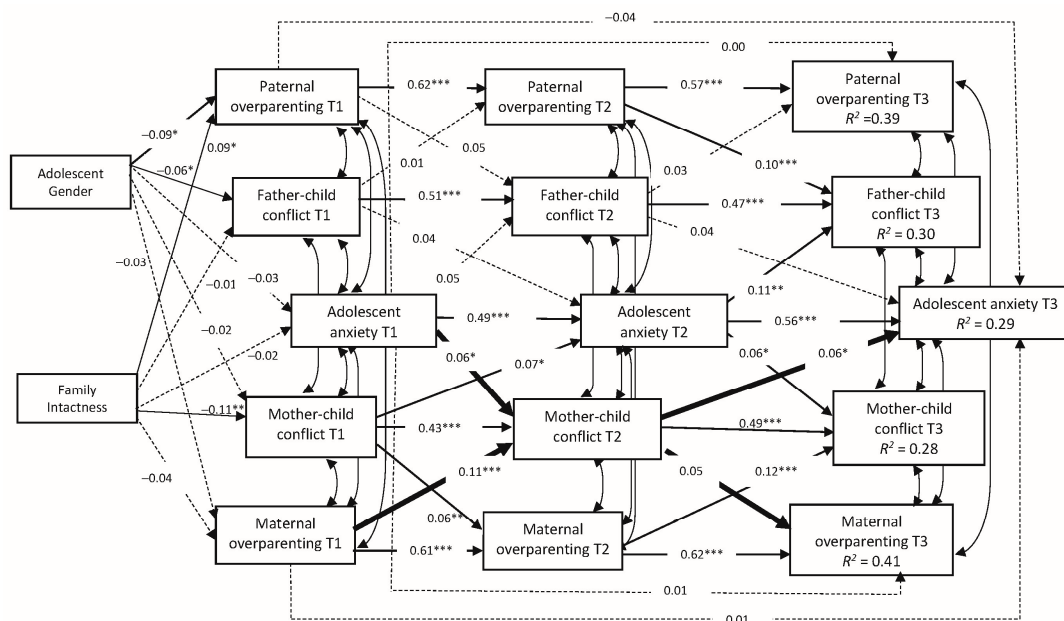 −0.04
0.00
Paternal
overparenting T1
0.62***
Paternal
overparenting T2
0.57***
Paternal
overparenting T3
R² =0.39
−0.09*
0.09*
0.05
0.01
0.03
0.10***
Adolescent
Gender
−0.06*
Father-child
conflict T1
0.51***
Father-child
conflict T2
0.47***
Father-child
conflict T3
R² = 0.30
−0.03
−0.01
−0.03
0.04
0.05
0.04
0.11**
Adolescent
anxiety T1
0.49***
Adolescent
anxiety T2
0.56***
Adolescent anxiety T3
R² = 0.29
−0.02
−0.02
0.06*
0.07*
0.06*
0.06*
Family
Intactness
−0.11**
Mother-child
conflict T1
0.43***
Mother-child
conflict T2
0.49***
Mother-child
conflict T3
R² = 0.28
−0.04
0.11***
0.06**
0.05
0.12***
Maternal
overparenting T1
0.61***
Maternal
overparenting T2
0.62***
Maternal
overparenting T3
R² = 0.41
0.01
0.01